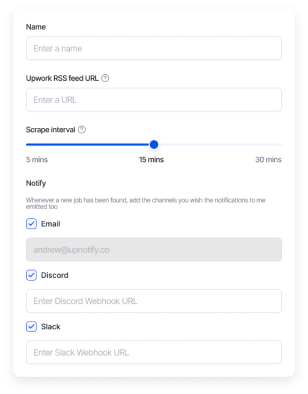 Name
Enter a name
Upwork RSS feed URL ?
Enter a URL
Scrape interval ?
5 mins 15 mins 30 mins
Notify
Whenever a new job has been found, add the channels you wish the notifications to me
emitted too
Email
andrew@upnotify.co
Discord
Enter Discord Webhook URL
Slack
Enter Slack Webhook URL